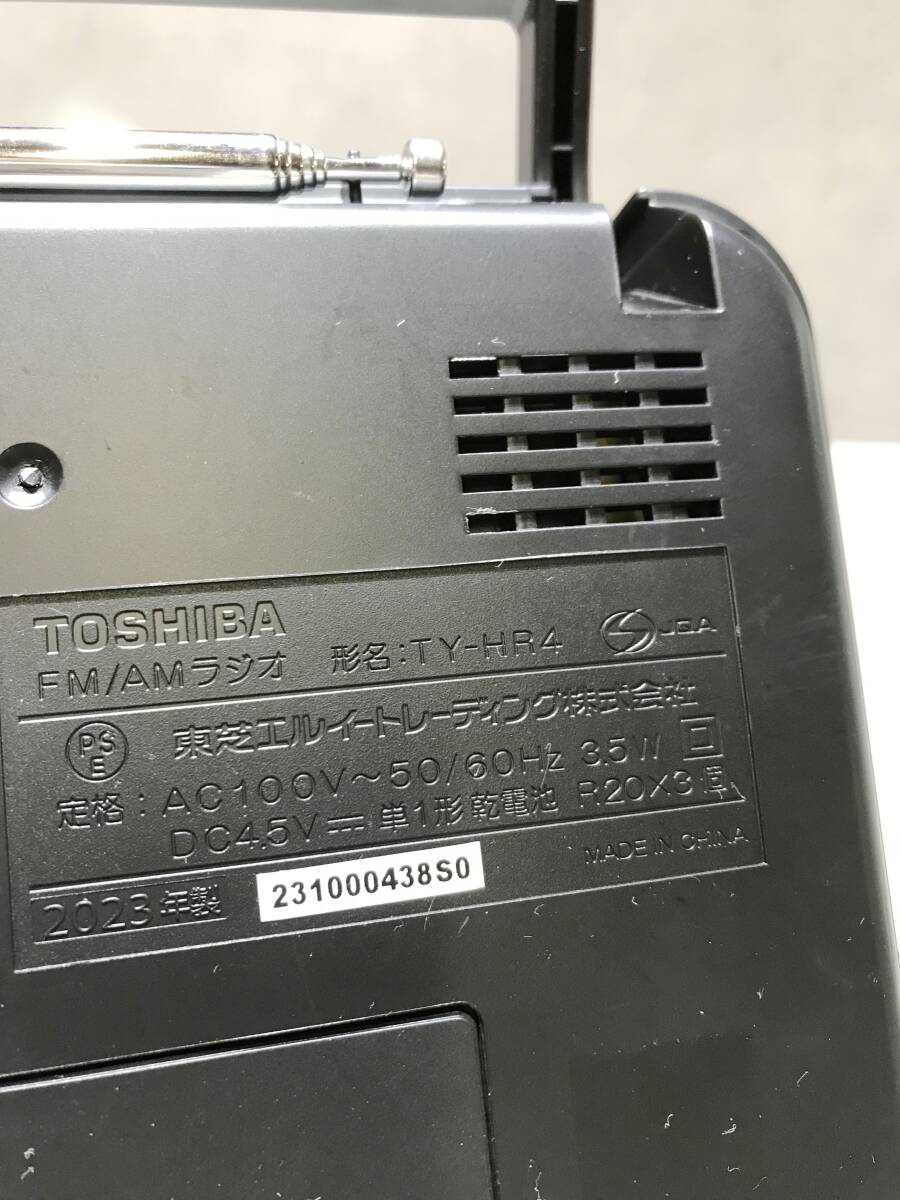 TOSHIBA
FM/AMラジオ 形名:TY-HR4 JBA
PS E 東芝エルイートレーディング株式会社
定格:AC100V~50/60Hz 3.5W
DC4.5V⎓ 単1形乾電池 R20X3個
MADE IN CHINA
2023年製 231000438S0